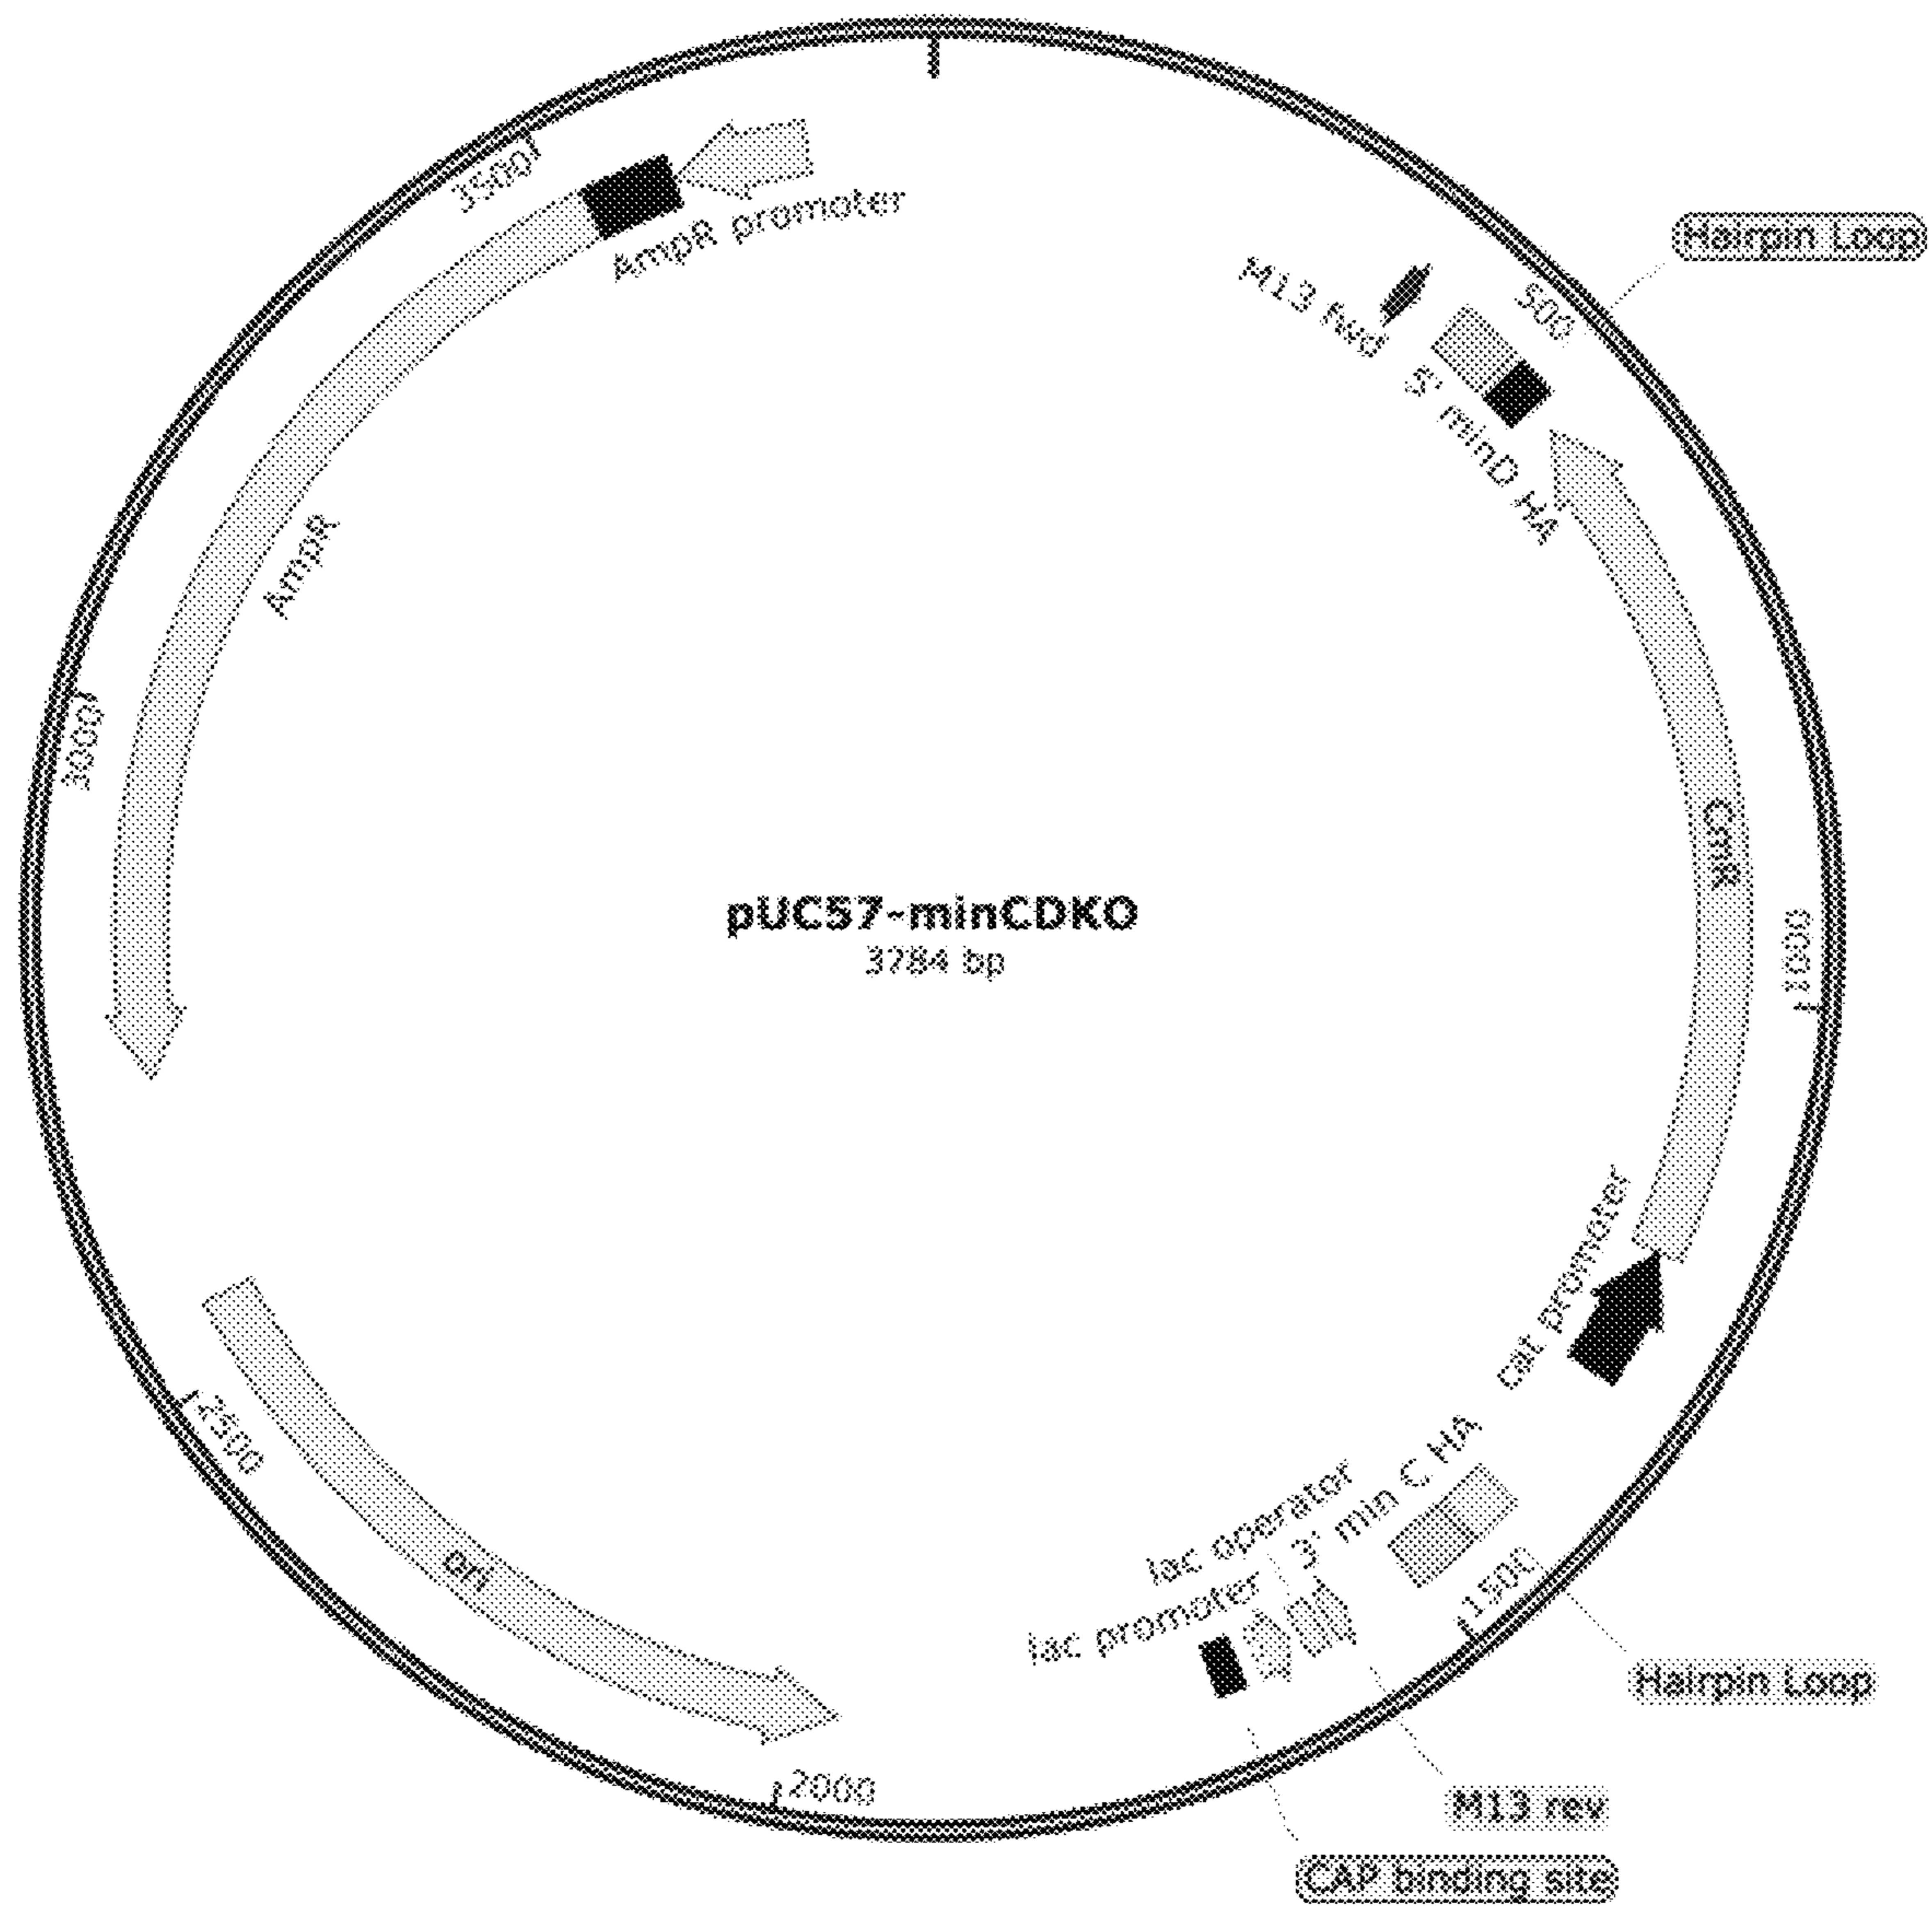 3500
AmpR promoter
Hairpin Loop
M13 fwd
500
5' minD HA
AmpR
3000
CmR
pUC57-minCDKO
3784 bp
1000
cat promoter
2500
3' min C HA
lac operator
lac promoter
1500
ori
Hairpin Loop
2000
M13 rev
CAP binding site